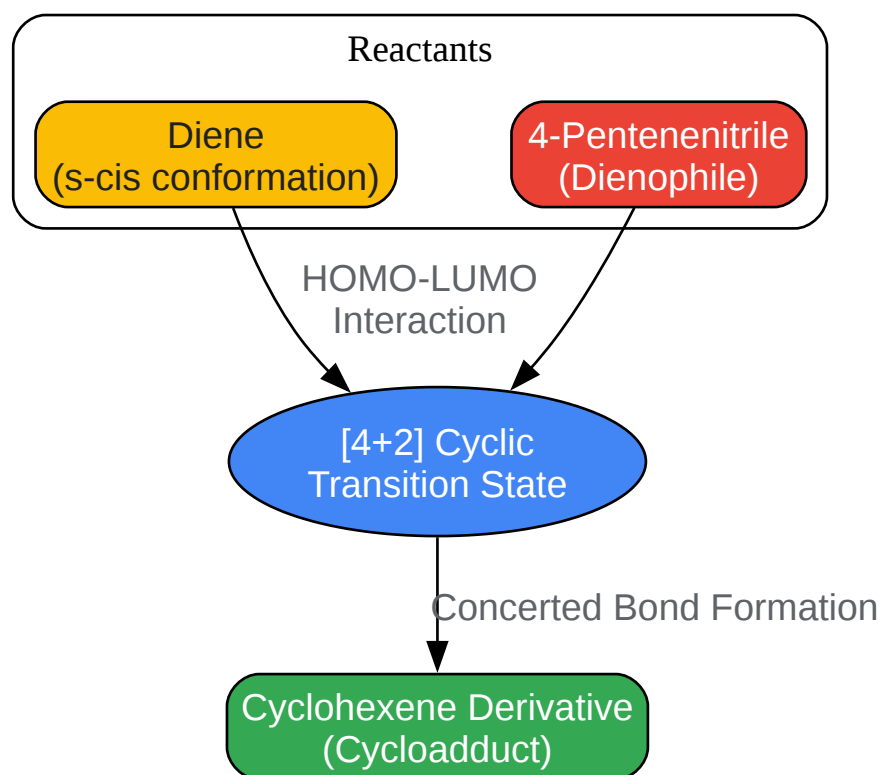 Reactants
Diene
(s-cis conformation)
4-Pentenenitrile
(Dienophile)
HOMO-LUMO
Interaction
[4+2] Cyclic
Transition State
Concerted Bond Formation
Cyclohexene Derivative
(Cycloadduct)